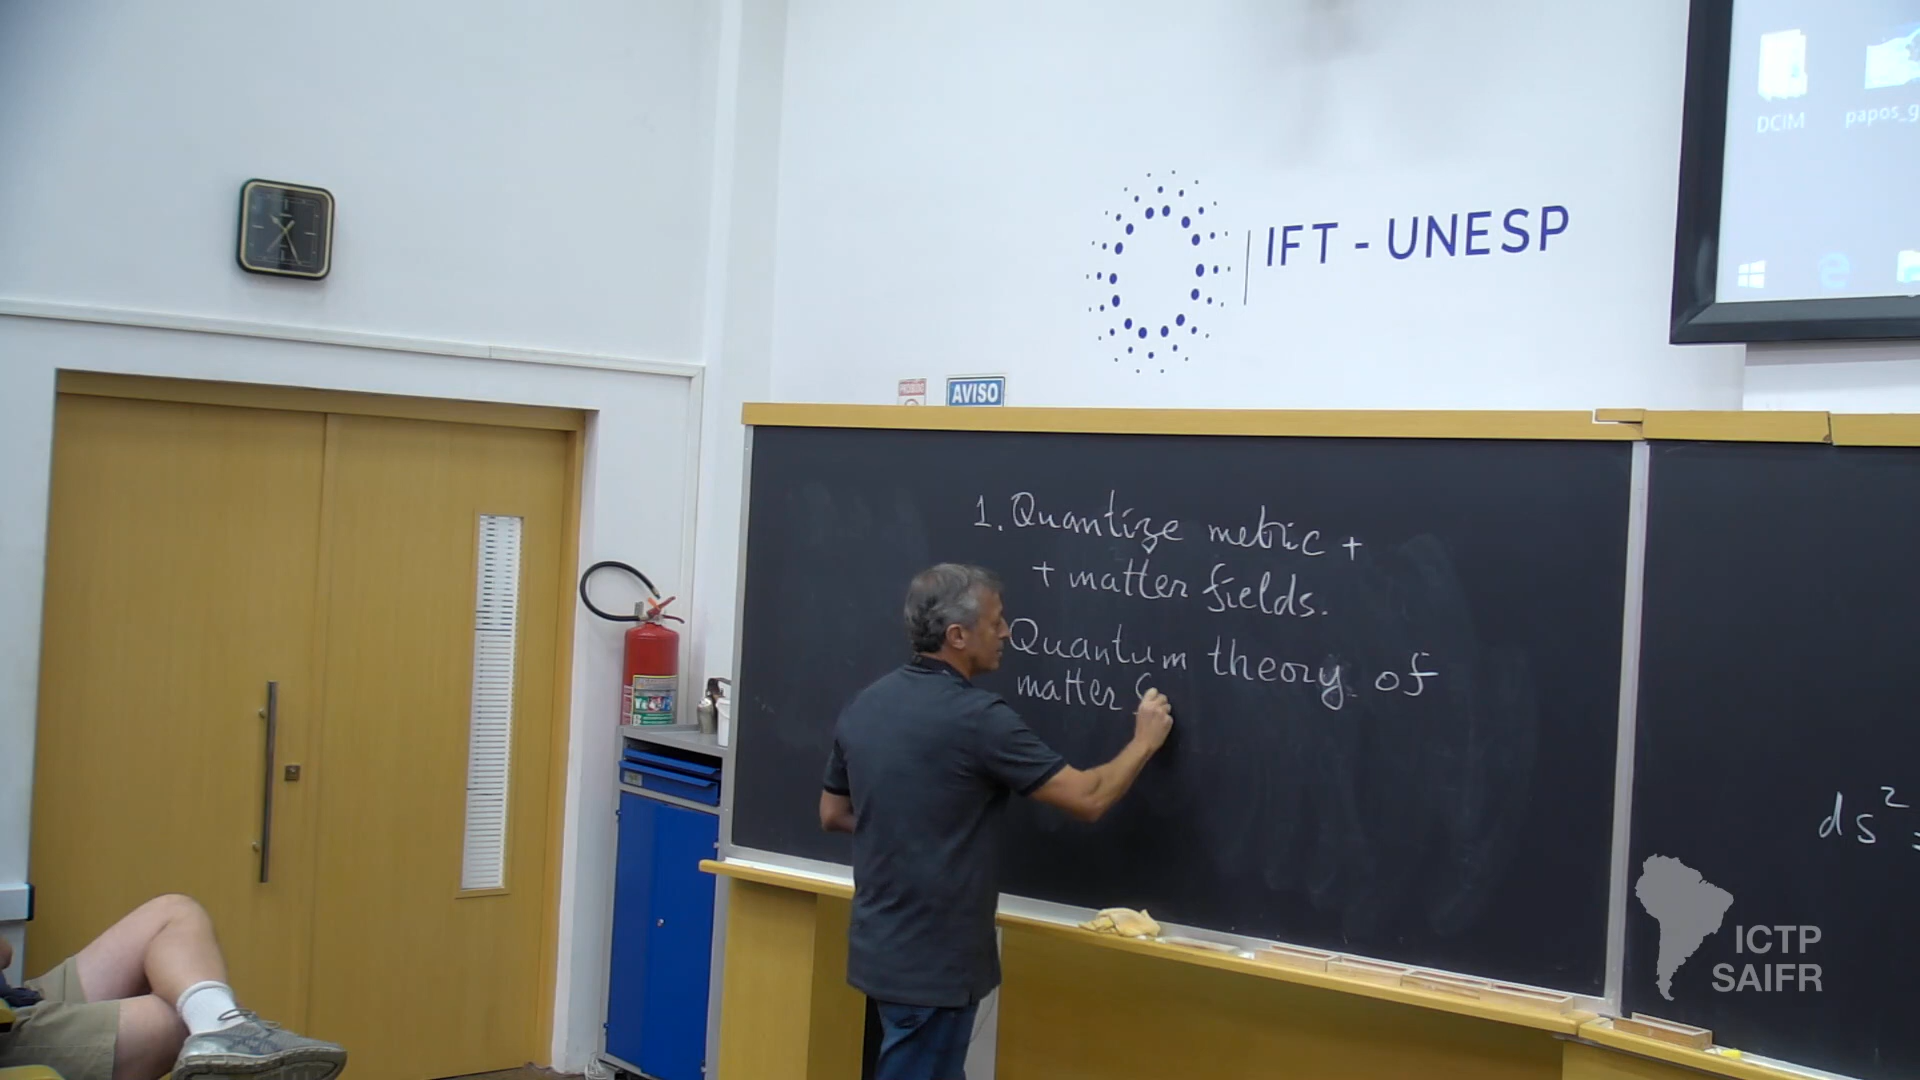 DCIM
papos_g
IFT - UNESP
AVISO
1. Quantize metric +
+ matter fields.
Quantum theory of
matter
ds² =
ICTP
SAIFR